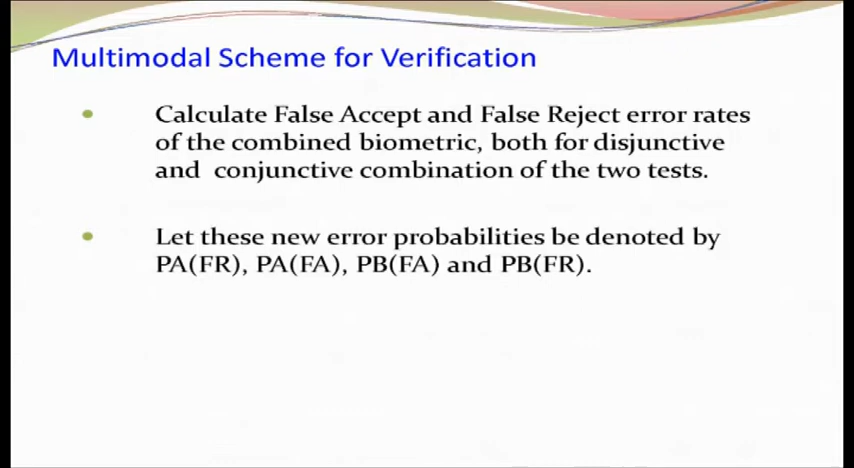 Multimodal Scheme for Verification
Calculate False Accept and False Reject error rates
of the combined biometric, both for disjunctive
and conjunctive combination of the two tests.
Let these new error probabilities be denoted by
PA(FR), PA(FA), PB(FA) and PB(FR).